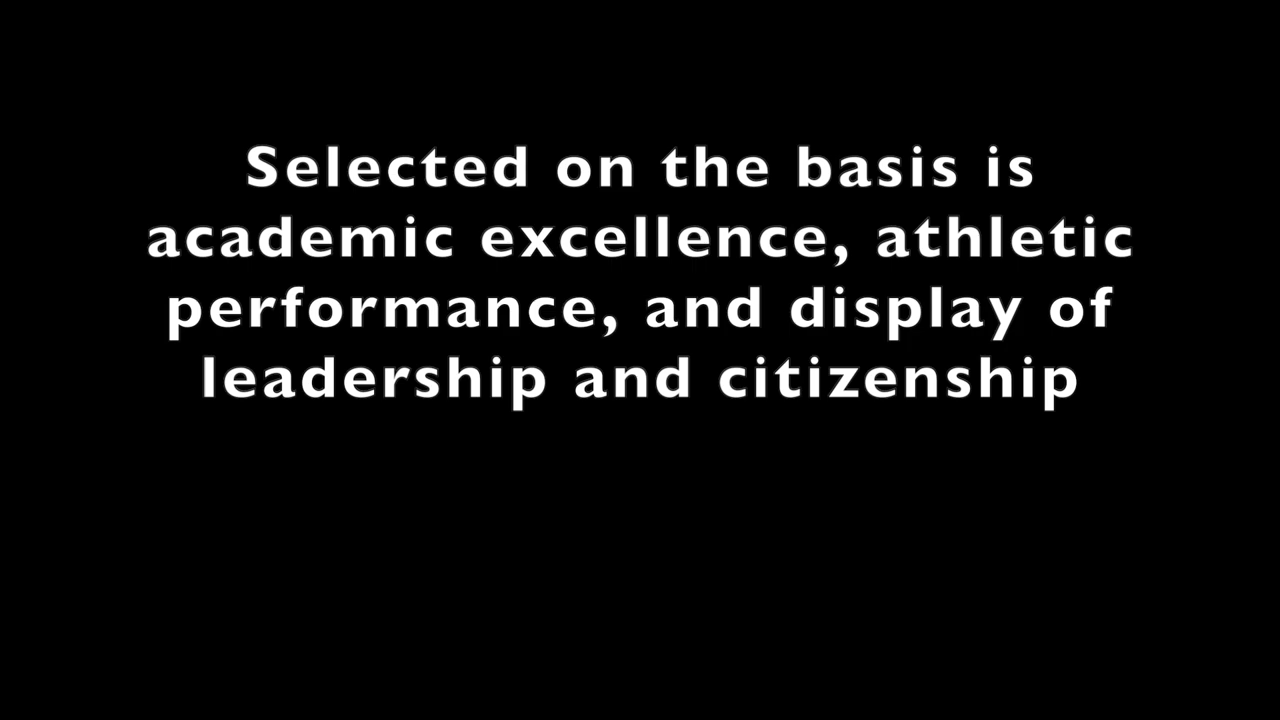 Selected on the basis is
academic excellence, athletic
performance, and display of
leadership and citizenship